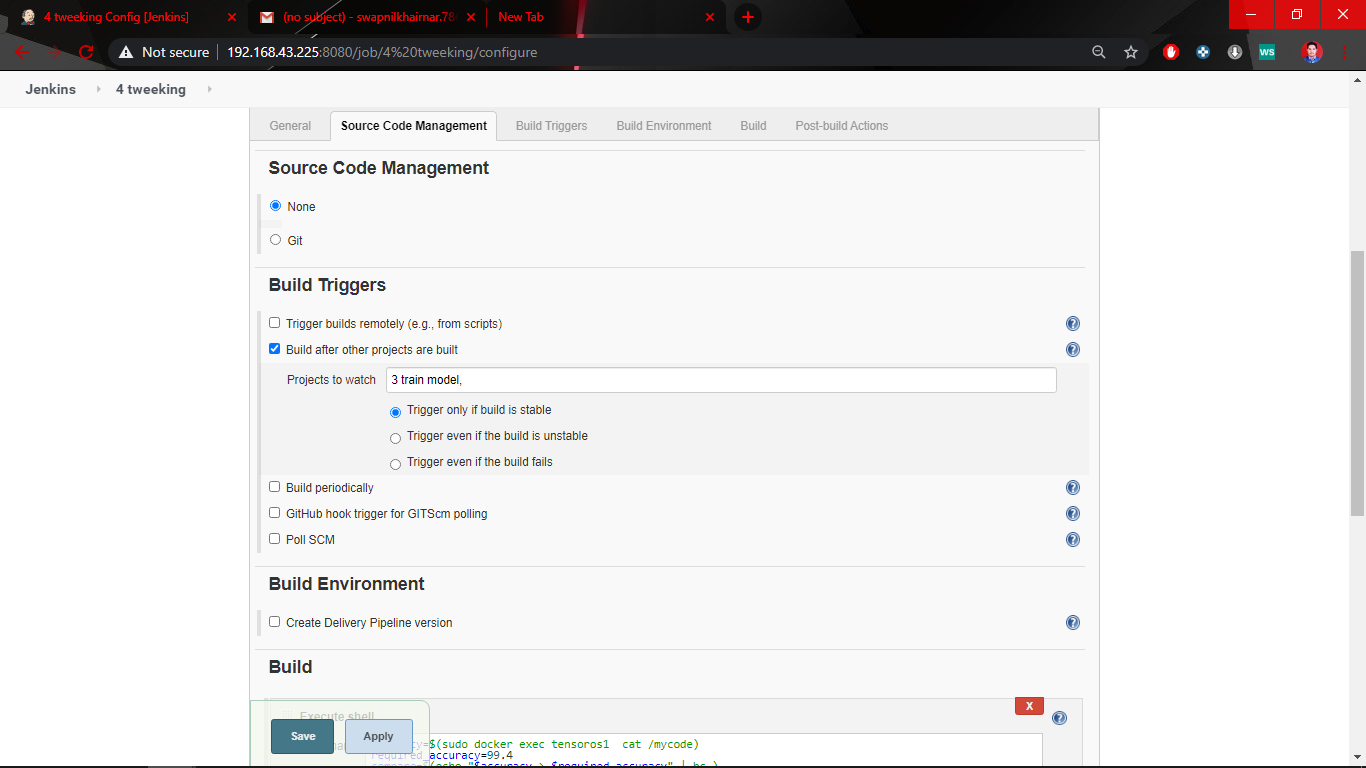 4 tweeking Config [Jenkins]
(no subject) - swapnilkhairnar.78
New Tab
Not secure
192.168.43.225:8080/job/4%20tweeking/configure
WS
Jenkins
4 tweeking
General
Source Code Management
Build Triggers
Build Environment
Build
Post-build Actions
Source Code Management
None
Git
Build Triggers
Trigger builds remotely (e.g., from scripts)
Build after other projects are built
Projects to watch
3 train model,
Trigger only if build is stable
Trigger even if the build is unstable
Trigger even if the build fails
Build periodically
GitHub hook trigger for GITScm polling
Poll SCM
Build Environment
Create Delivery Pipeline version
Build
X
Execute shell
Save
Apply
=$(sudo docker exec tensoros1  cat /mycode)
required_accuracy=99.4
(echo "$accuracy > $required_accuracy" | bc )